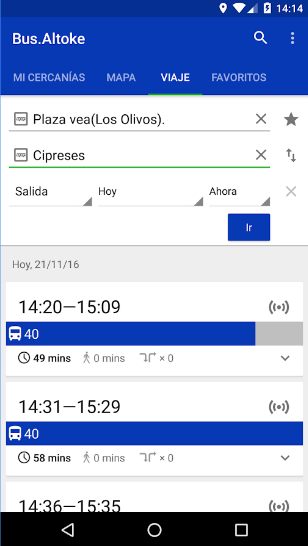 14:14
Bus.Altoke
MI CERCANÍAS MAPA VIAJE FAVORITOS
Plaza vea(Los Olivos).
Cipreses
Salida Hoy Ahora
Ir
Hoy, 21/11/16
14:20—15:09
40
49 mins 0 mins × 0
14:31—15:29
40
58 mins 0 mins × 0
14:36—15:35